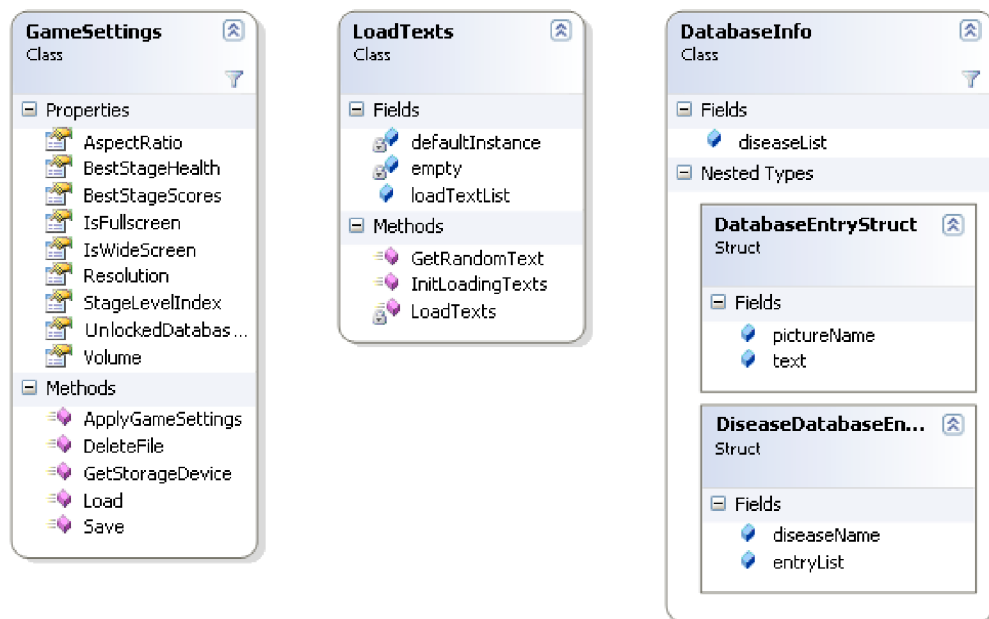 GameSettings
Class
Properties
AspectRatio
BestStageHealth
BestStageScores
IsFullscreen
IsWideScreen
Resolution
StageLevelIndex
UnlockedDatabas...
Volume
Methods
ApplyGameSettings
DeleteFile
GetStorageDevice
Load
Save
LoadTexts
Class
Fields
defaultInstance
empty
loadTextList
Methods
GetRandomText
InitLoadingTexts
LoadTexts
DatabaseInfo
Class
Fields
diseaseList
Nested Types
DatabaseEntryStruct
Struct
Fields
pictureName
text
DiseaseDatabaseEn...
Struct
Fields
diseaseName
entryList